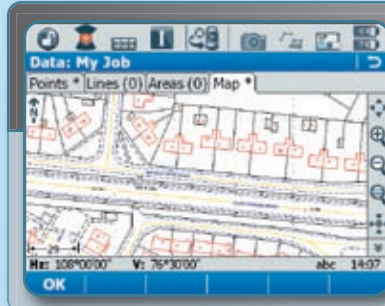 Data: My Job
Points * Lines (0) Areas (0) Map *
N
Hz: 108°00'00" V: 76°30'00" abc 14:07
OK